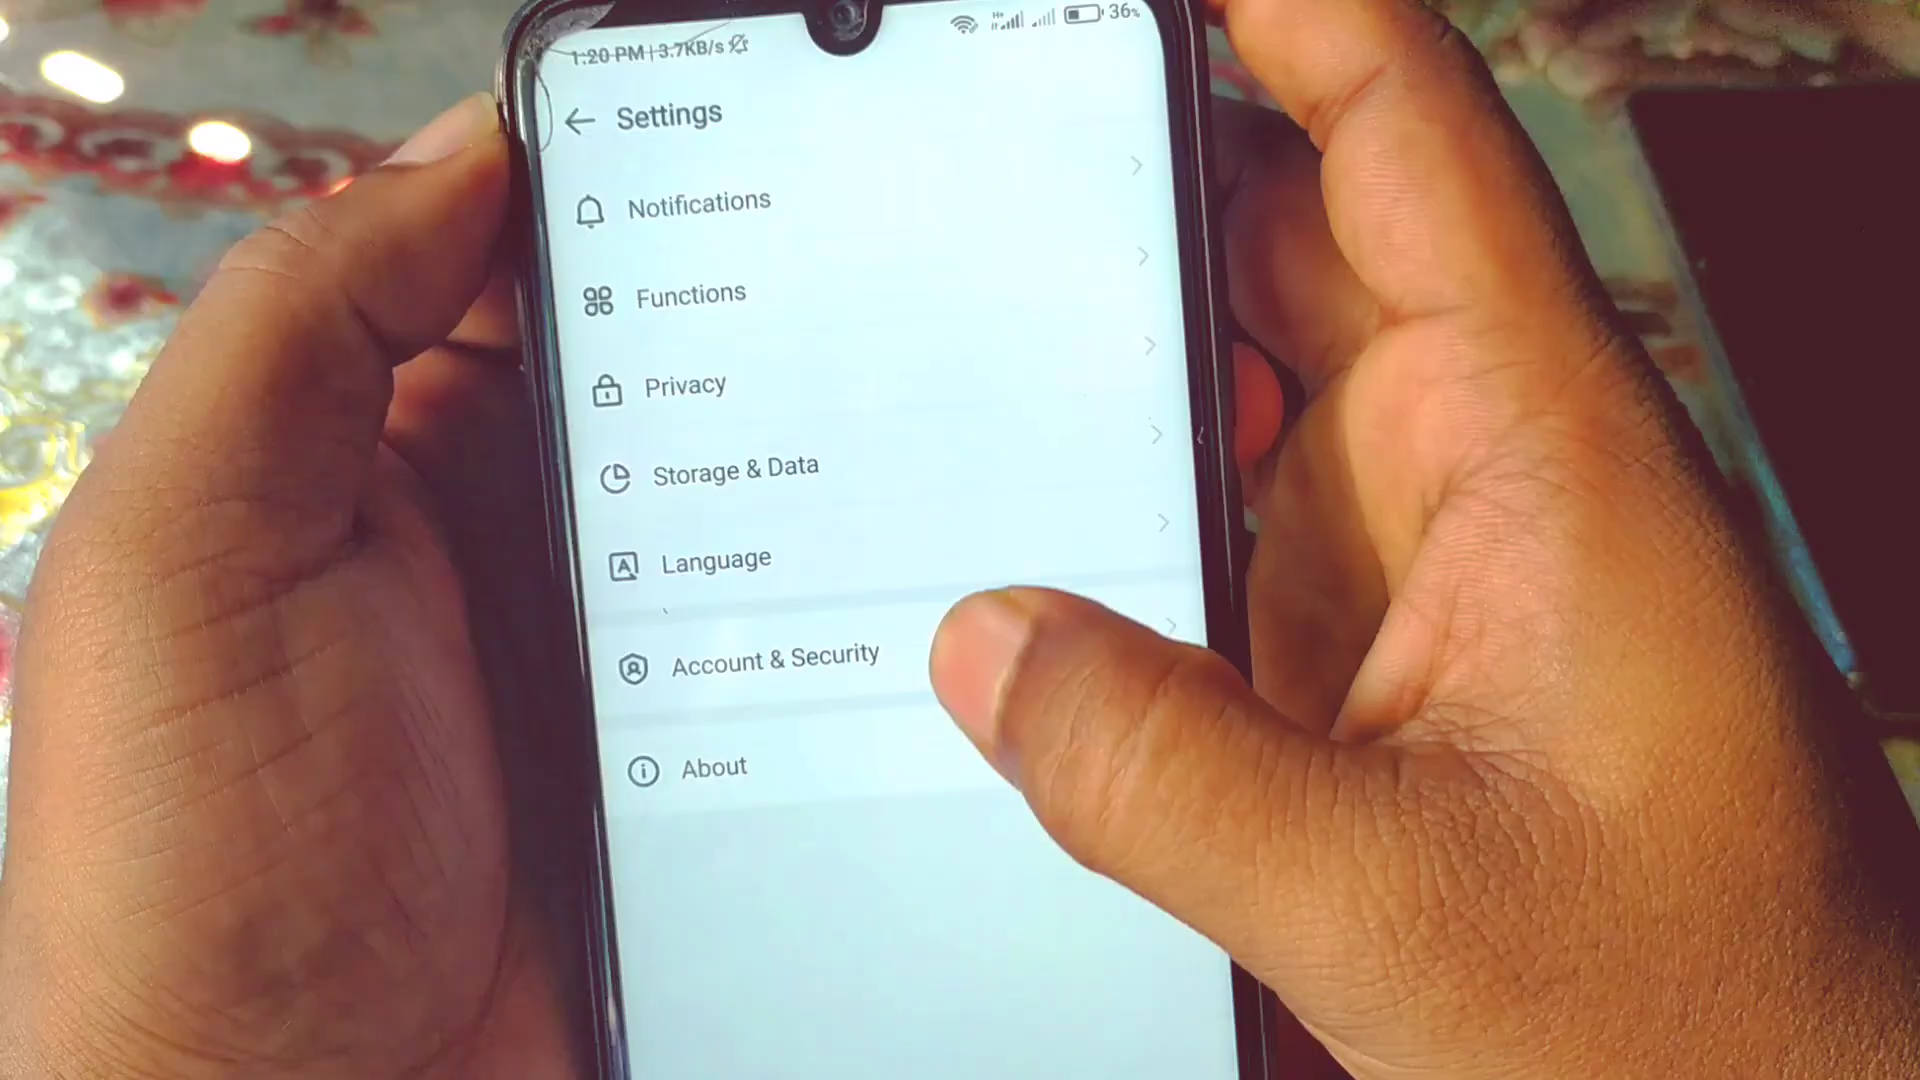 1:20 PM | 3.7KB/s
36%
Settings
Notifications
Functions
Privacy
Storage & Data
Language
Account & Security
About